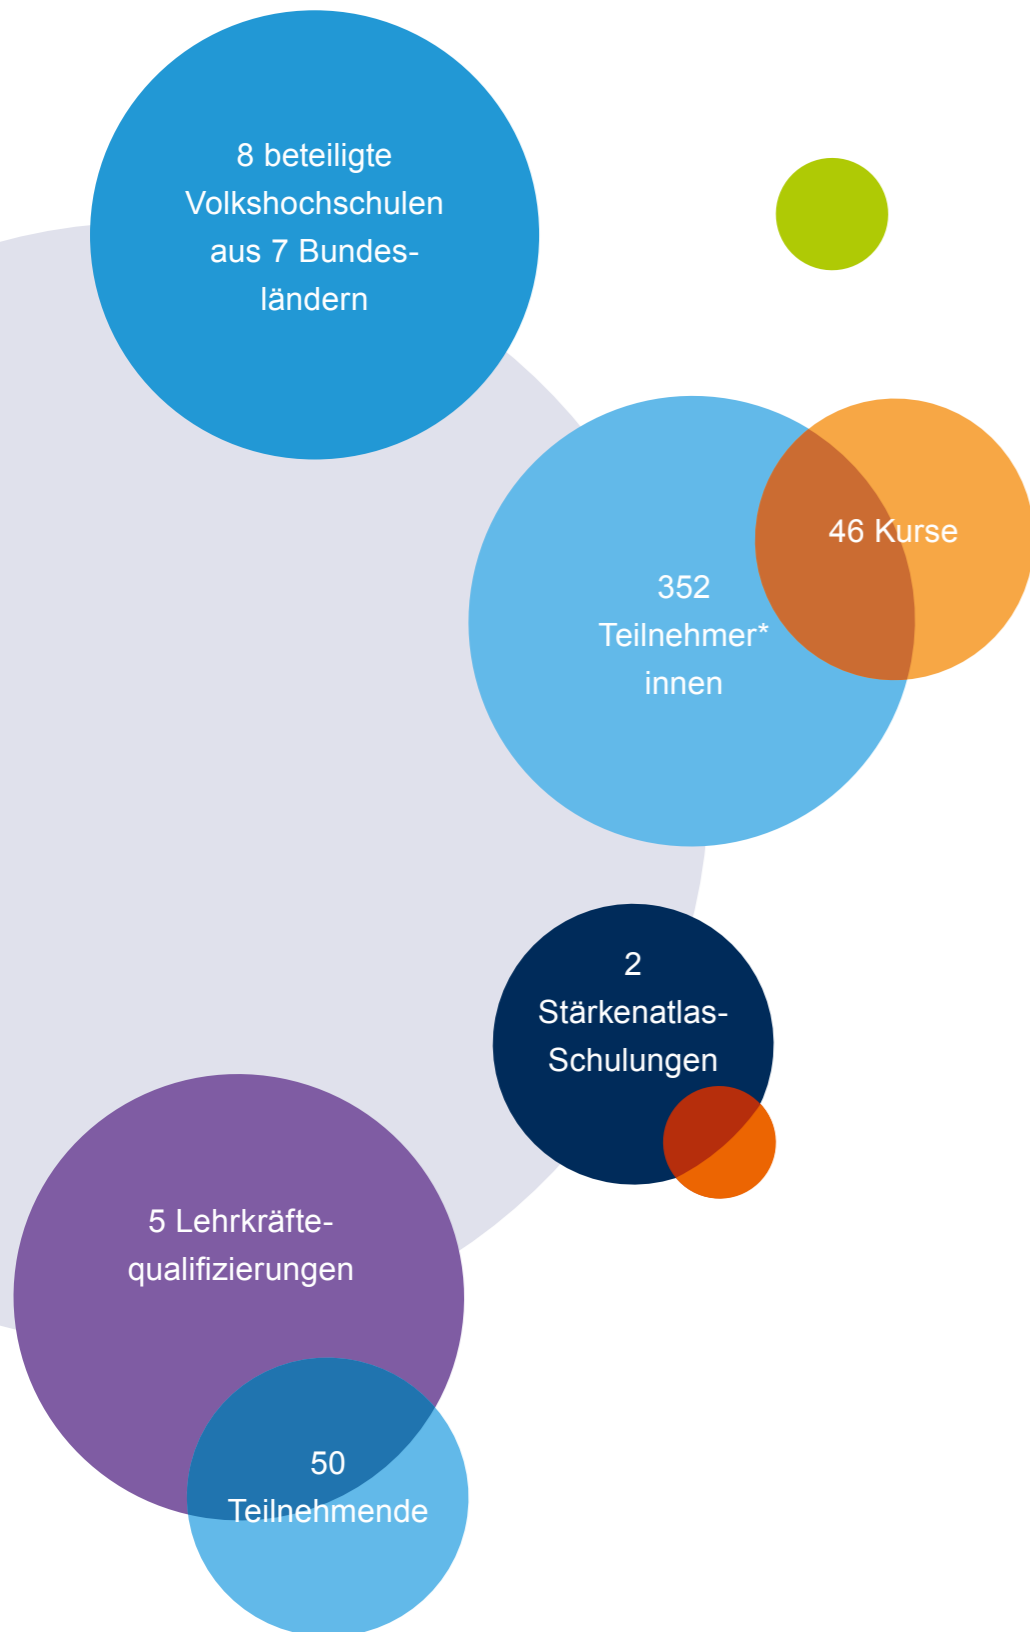 8 beteiligte
Volkshochschulen
aus 7 Bundes-
ländern
46 Kurse
352
Teilnehmer*
innen
2
Stärkenatlas-
Schulungen
5 Lehrkräfte-
qualifizierungen
50
Teilnehmende